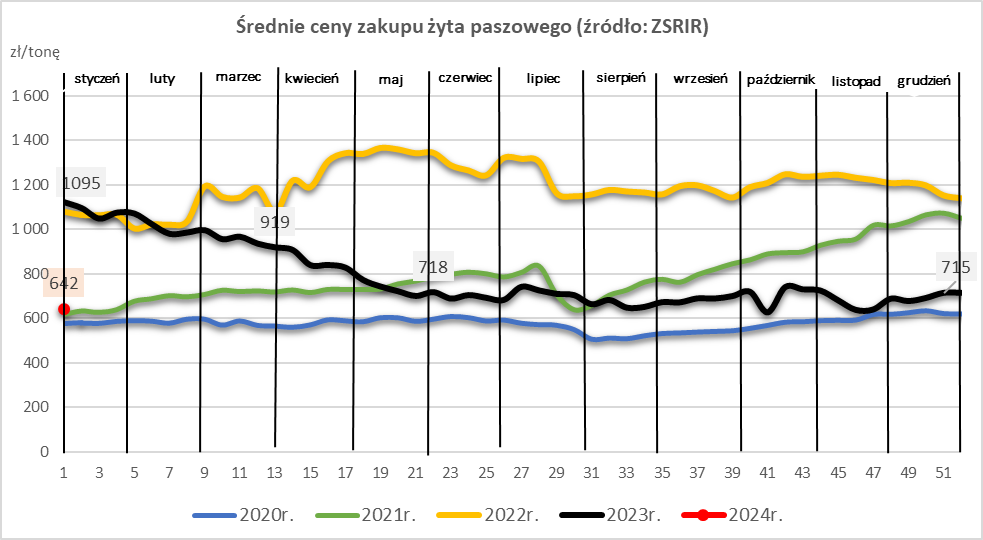 Średnie ceny zakupu żyta paszowego (źródło: ZSRIR)
zł/tonę
styczeń luty marzec kwiecień maj czerwiec lipiec sierpień wrzesień październik listopad grudzień
1 600
1 400
1 200
1 000
800
600
400
200
0
1095
919
718
715
642
1 3 5 7 9 11 13 15 17 19 21 23 25 27 29 31 33 35 37 39 41 43 45 47 49 51
2020r. 2021r. 2022r. 2023r. 2024r.